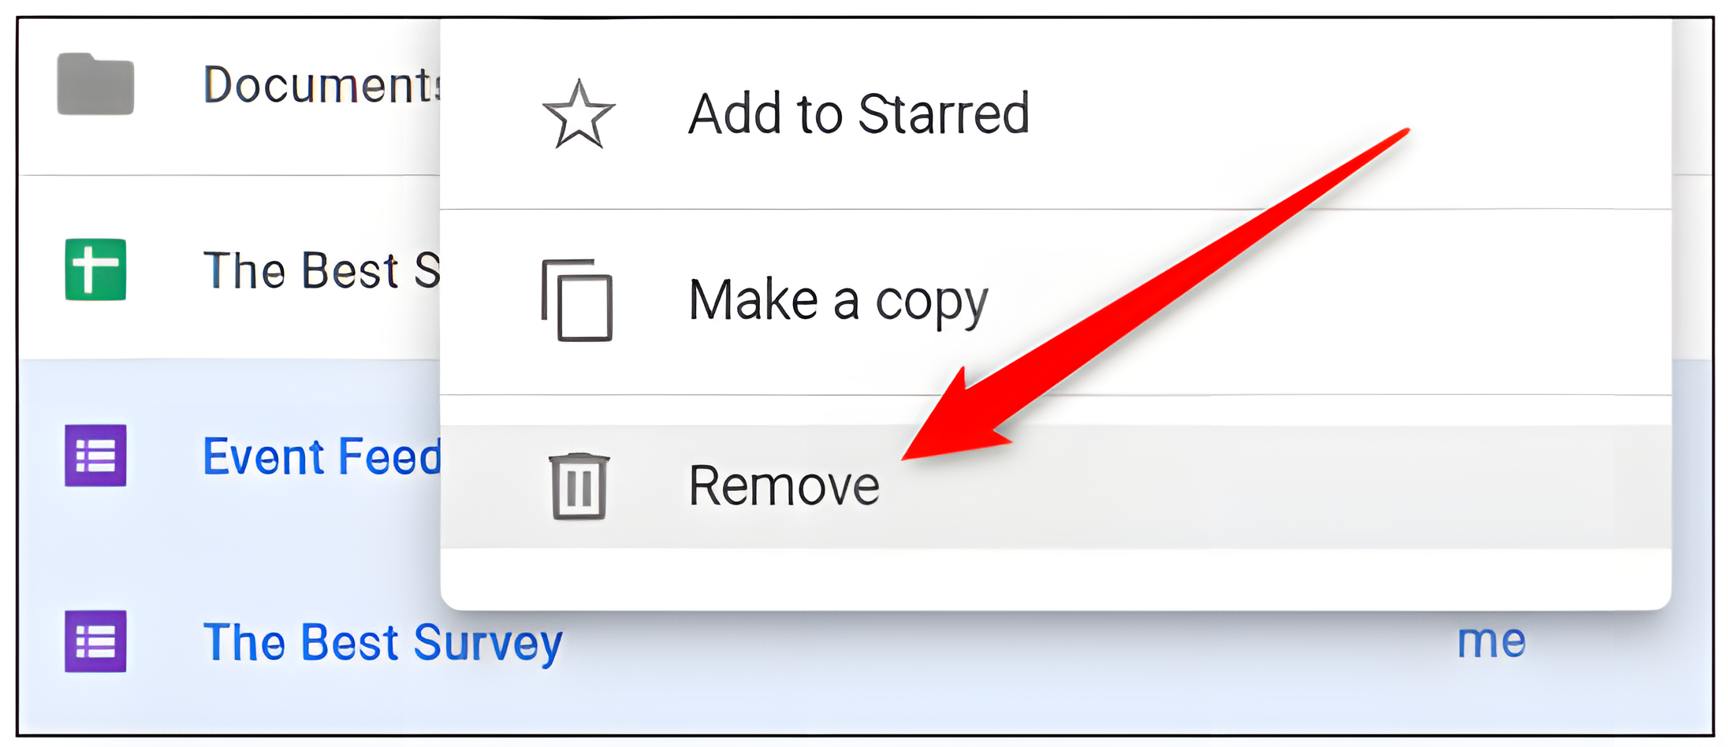 Documents
Add to Starred
The Best S
Make a copy
Event Feed
Remove
The Best Survey
me